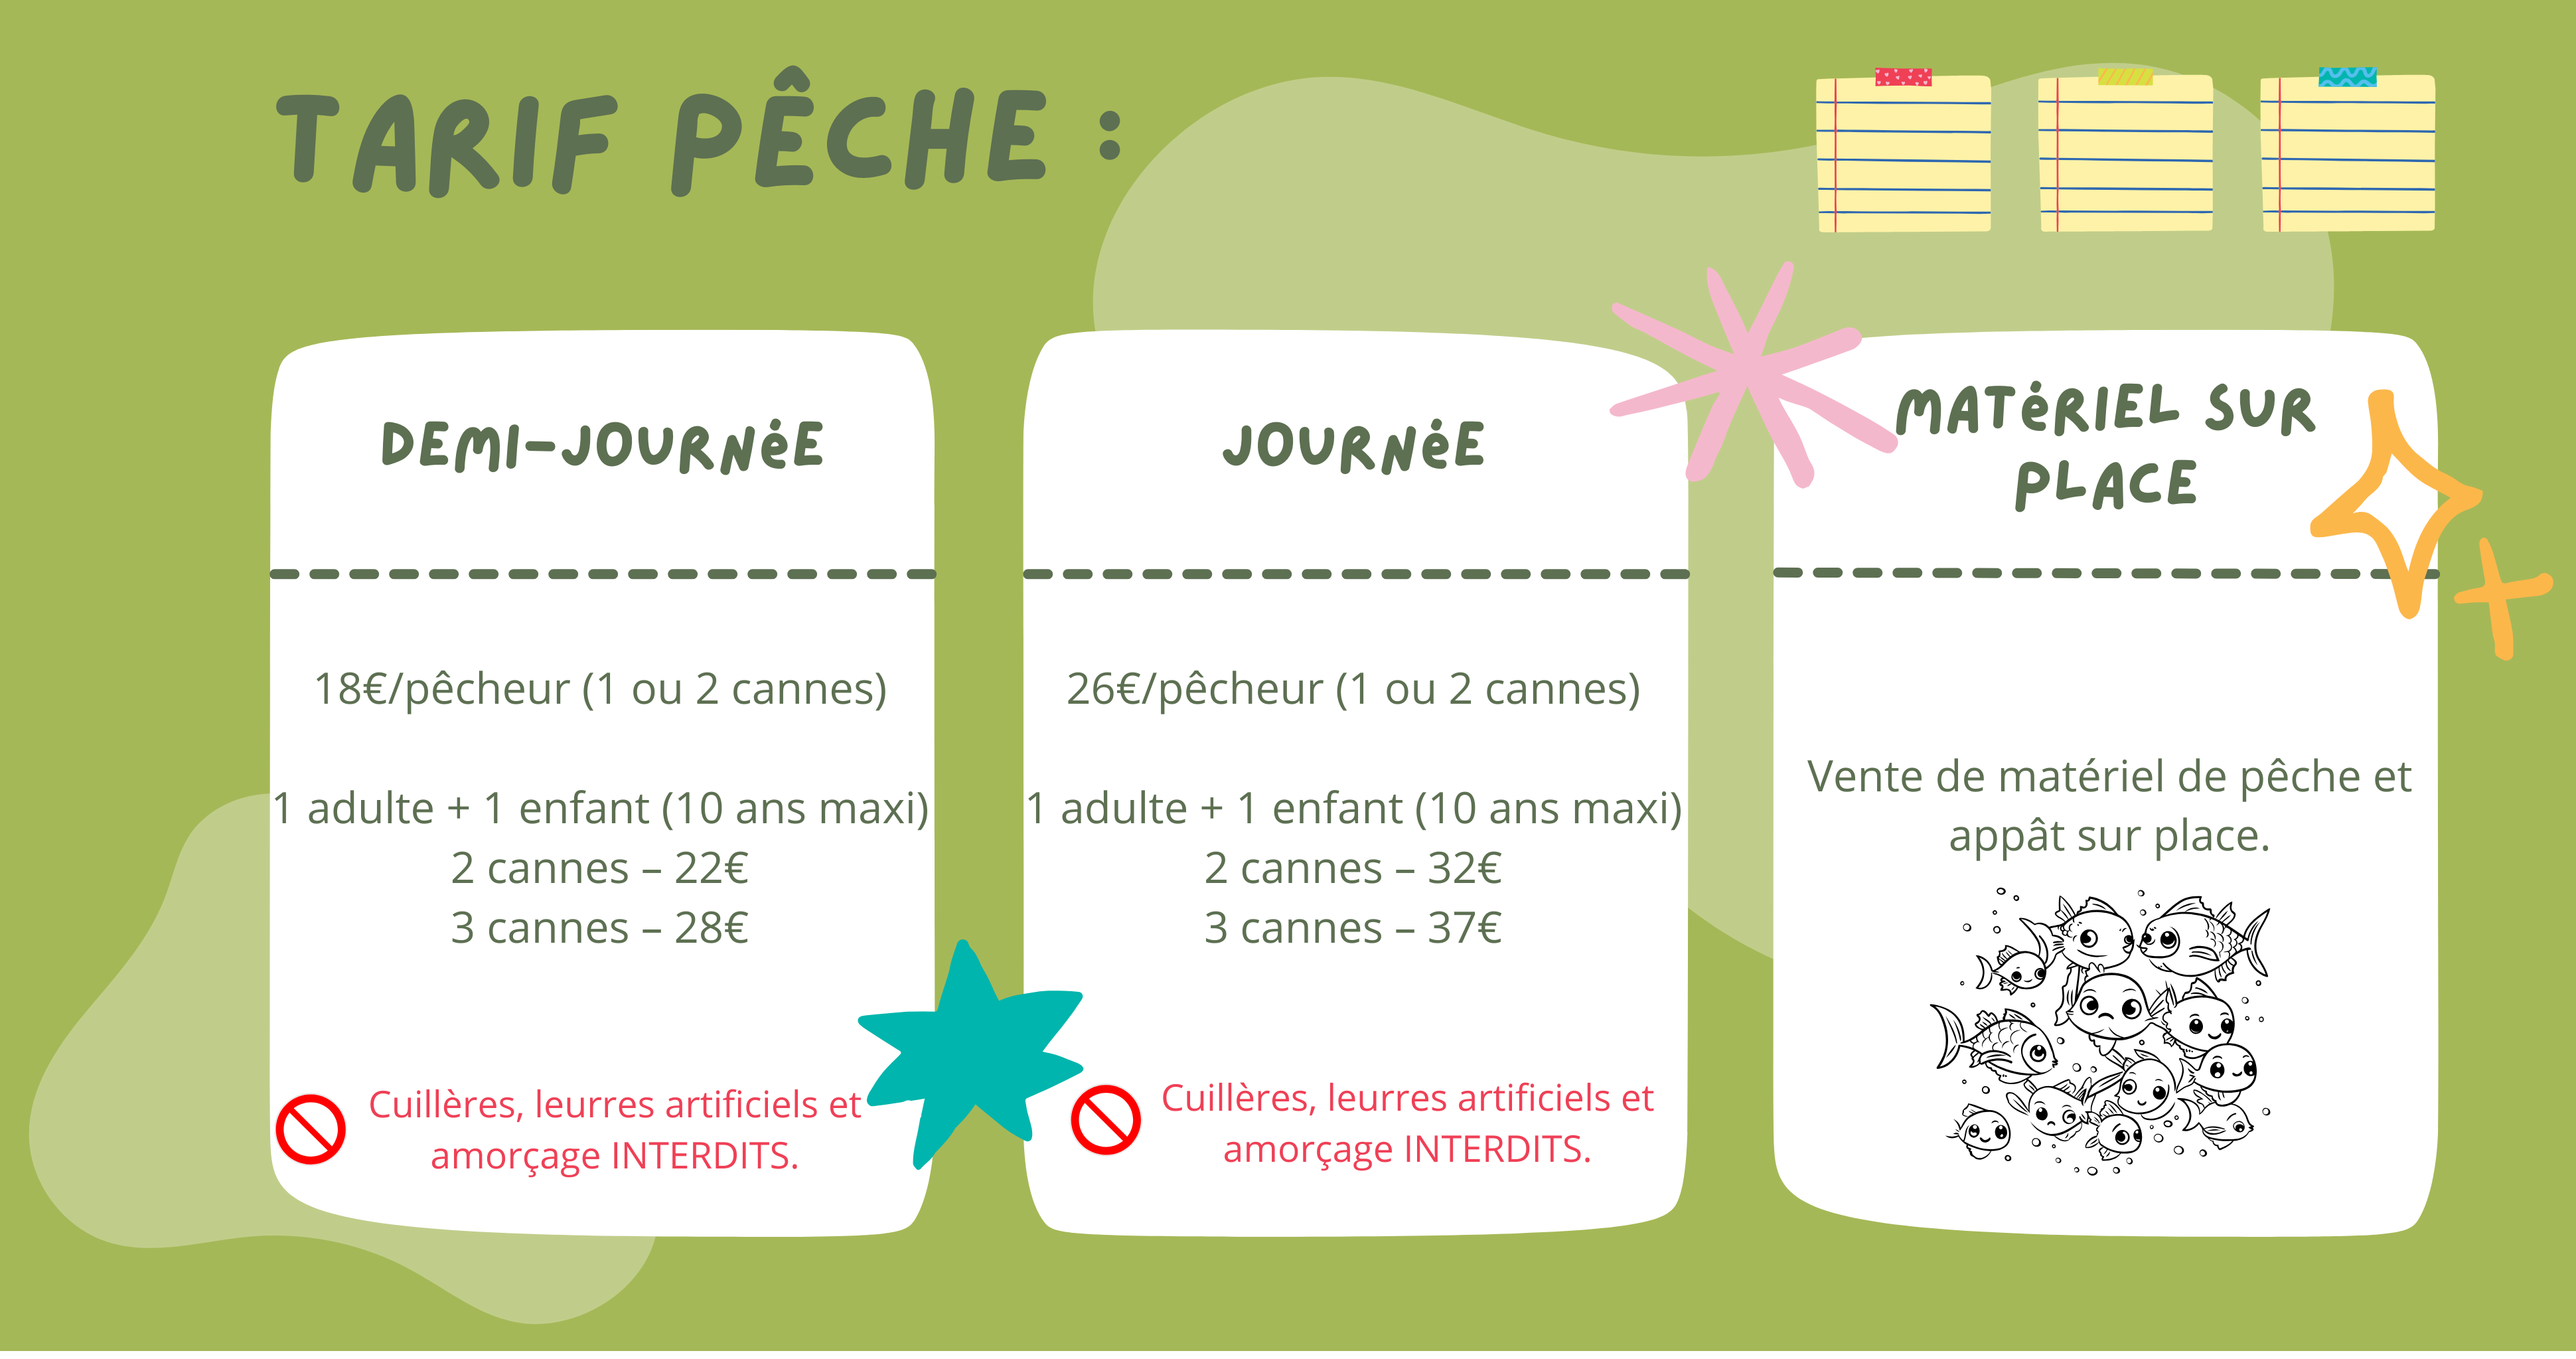 TARIF PÊCHE :
DEMI-JOURNÉE
18€/pêcheur (1 ou 2 cannes)
1 adulte + 1 enfant (10 ans maxi)
2 cannes – 22€
3 cannes – 28€
Cuillères, leurres artificiels et
amorçage INTERDITS.
JOURNÉE
26€/pêcheur (1 ou 2 cannes)
1 adulte + 1 enfant (10 ans maxi)
2 cannes – 32€
3 cannes – 37€
Cuillères, leurres artificiels et
amorçage INTERDITS.
MATÉRIEL SUR
PLACE
Vente de matériel de pêche et
appât sur place.